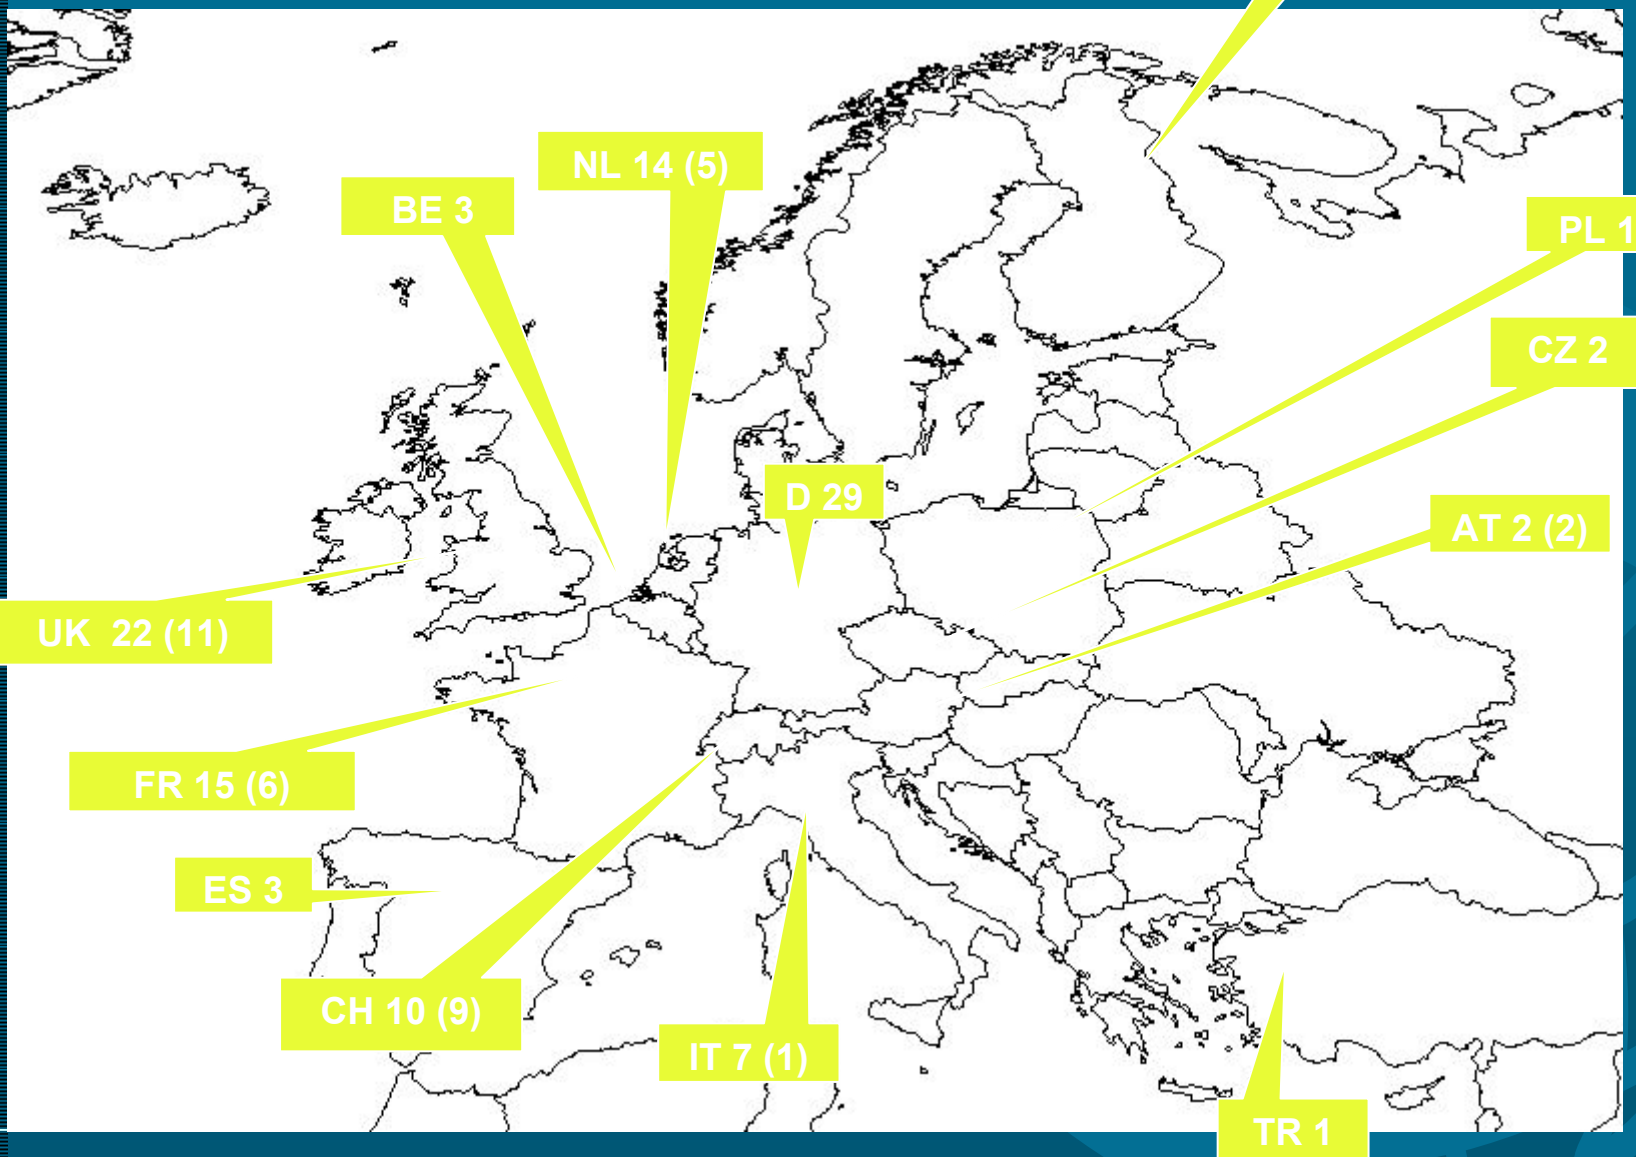 NL 14 (5)
BE 3
PL 1
CZ 2
D 29
AT 2 (2)
UK 22 (11)
FR 15 (6)
ES 3
CH 10 (9)
IT 7 (1)
TR 1